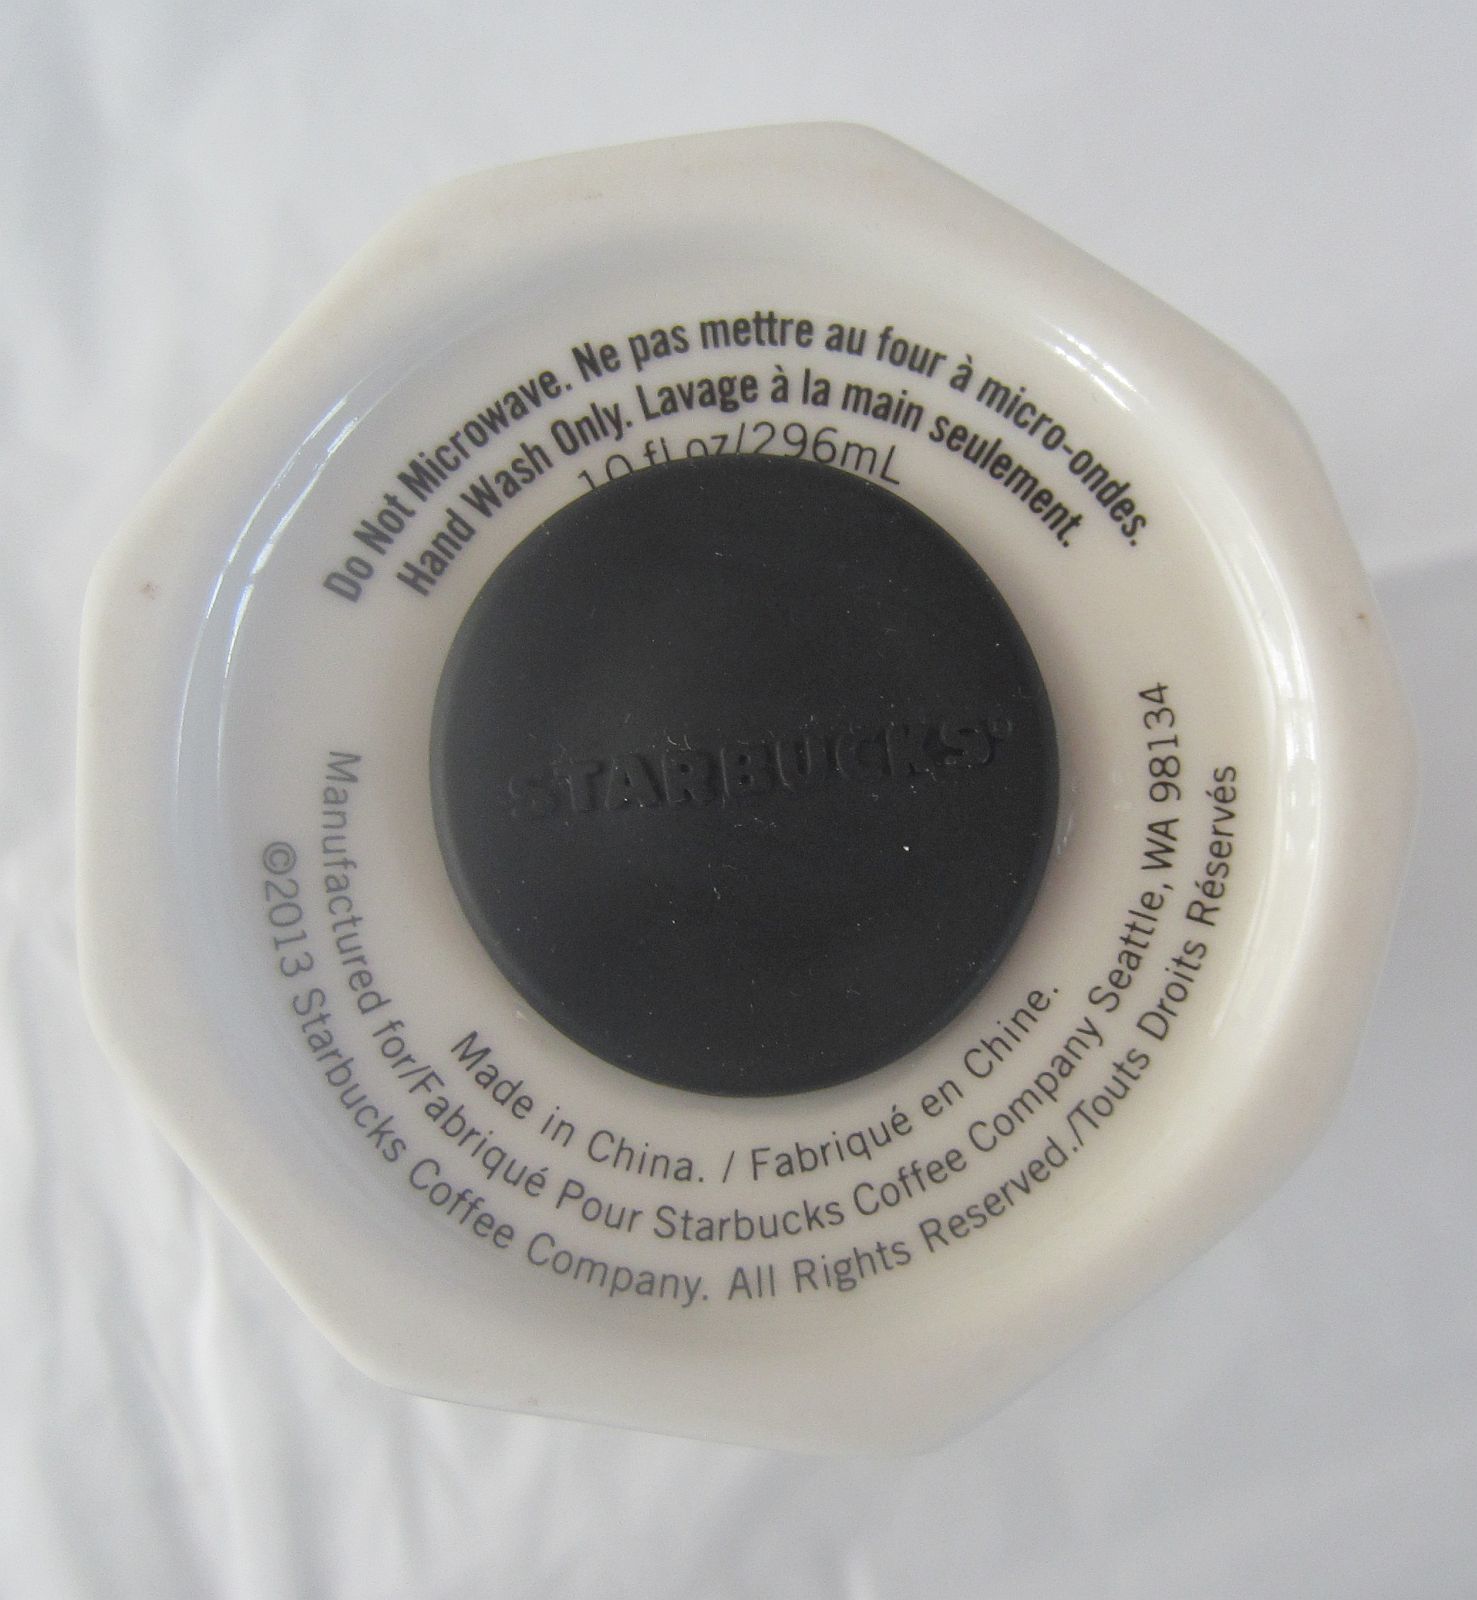 Do Not Microwave. Ne pas mettre au four à micro-ondes.
Hand Wash Only. Lavage à la main seulement.
10 fl oz/296mL
STARBUCKS®
Made in China. / Fabriqué en Chine.
Manufactured for/Fabriqué Pour Starbucks Coffee Company Seattle, WA 98134
©2013 Starbucks Coffee Company. All Rights Reserved./Touts Droits Réservés